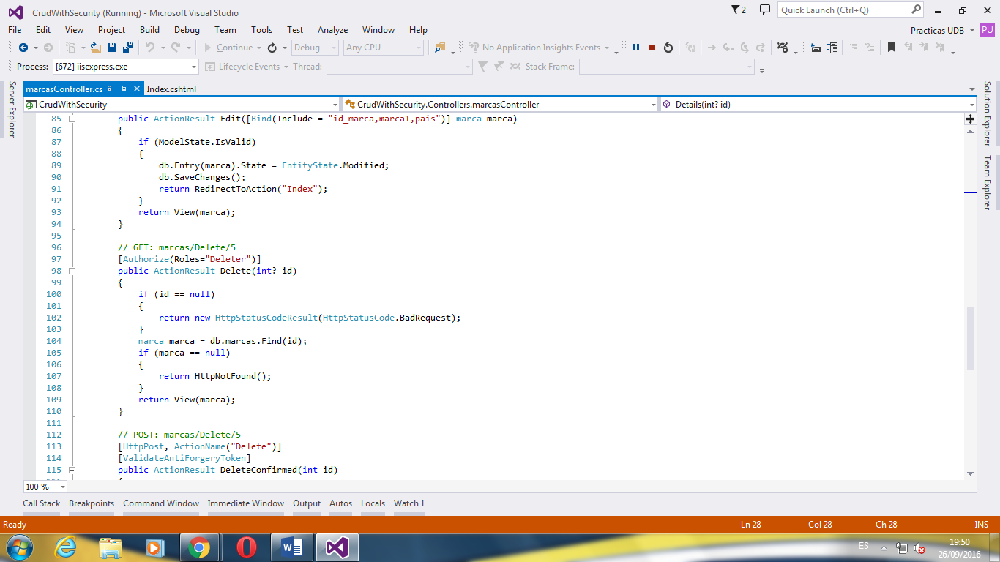 CrudWithSecurity (Running) - Microsoft Visual Studio
2
Quick Launch (Ctrl+Q)
File Edit View Project Build Debug Team Tools Test Analyze Window Help
Practicas UDB
PU
Continue
Debug
Any CPU
No Application Insights Events
Process: [672] iisexpress.exe
Lifecycle Events
Thread:
Stack Frame:
Server Explorer
Solution Explorer
Team Explorer
marcasController.cs
Index.cshtml
CrudWithSecurity
CrudWithSecurity.Controllers.marcasController
Details(int? id)
85 public ActionResult Edit([Bind(Include = "id_marca,marca1,pais")] marca marca)
86 {
87 if (ModelState.IsValid)
88 {
89 db.Entry(marca).State = EntityState.Modified;
90 db.SaveChanges();
91 return RedirectToAction("Index");
92 }
93 return View(marca);
94 }
95
96 // GET: marcas/Delete/5
97 [Authorize(Roles="Deleter")]
98 public ActionResult Delete(int? id)
99 {
100 if (id == null)
101 {
102 return new HttpStatusCodeResult(HttpStatusCode.BadRequest);
103 }
104 marca marca = db.marcas.Find(id);
105 if (marca == null)
106 {
107 return HttpNotFound();
108 }
109 return View(marca);
110 }
111
112 // POST: marcas/Delete/5
113 [HttpPost, ActionName("Delete")]
114 [ValidateAntiForgeryToken]
115 public ActionResult DeleteConfirmed(int id)
100 %
Call Stack Breakpoints Command Window Immediate Window Output Autos Locals Watch 1
Ready
Ln 28 Col 28 Ch 28 INS
ES
19:50
26/09/2016